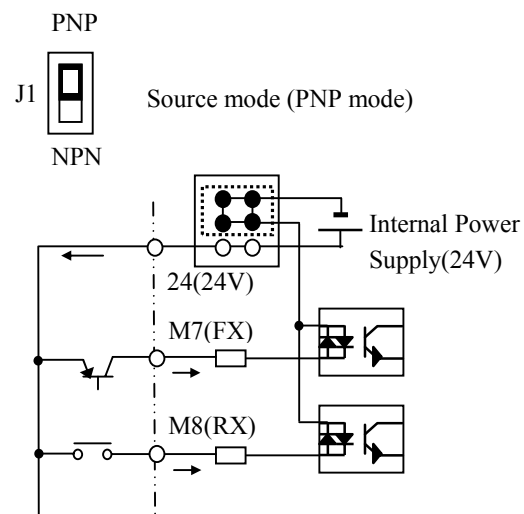 PNP
J1
Source mode (PNP mode)
NPN
Internal Power
Supply(24V)
24(24V)
M7(FX)
M8(RX)